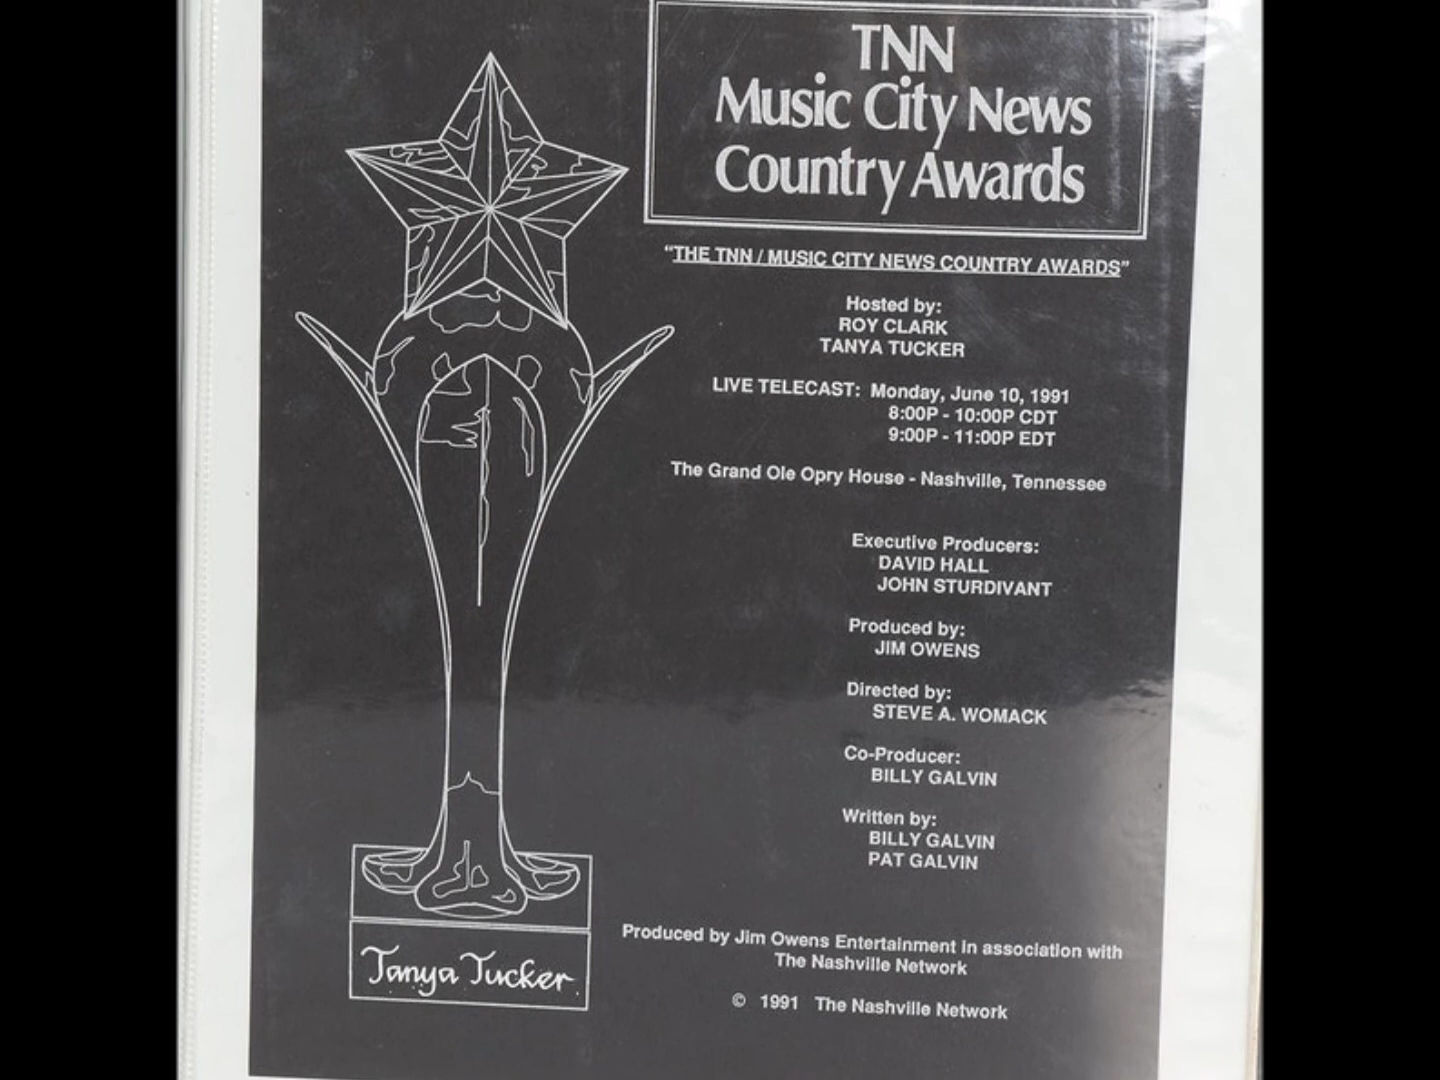 TNN
Music City News
Country Awards
"THE TNN / MUSIC CITY NEWS COUNTRY AWARDS"
Hosted by:
ROY CLARK
TANYA TUCKER
LIVE TELECAST: Monday, June 10, 1991
8:00P - 10:00P CDT
9:00P - 11:00P EDT
The Grand Ole Opry House - Nashville, Tennessee
Executive Producers:
DAVID HALL
JOHN STURDIVANT
Produced by:
JIM OWENS
Directed by:
STEVE A. WOMACK
Co-Producer:
BILLY GALVIN
Written by:
BILLY GALVIN
PAT GALVIN
Produced by Jim Owens Entertainment in association with
The Nashville Network
© 1991 The Nashville Network
Tanya Tucker